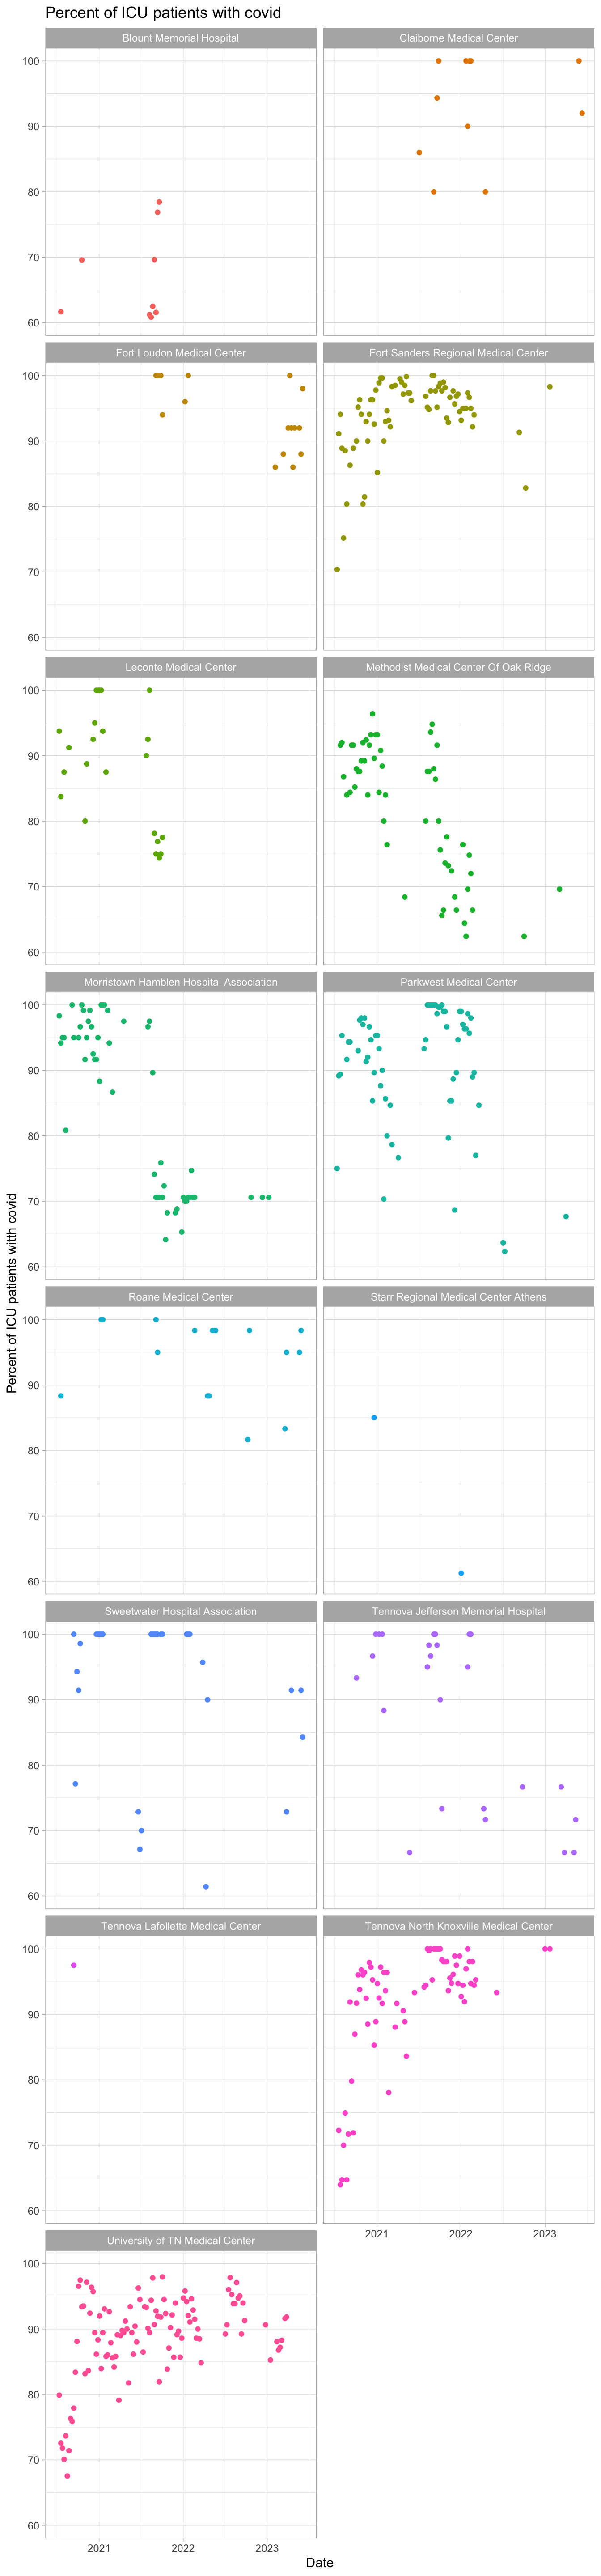 Percent of ICU patients with covid
Blount Memorial Hospital
Claiborne Medical Center
100
90
80
70
60
Fort Loudon Medical Center
Fort Sanders Regional Medical Center
100
90
80
70
60
Leconte Medical Center
Methodist Medical Center Of Oak Ridge
100
90
80
70
60
Morristown Hamblen Hospital Association
Parkwest Medical Center
100
90
80
70
60
Percent of ICU patients witth covid
Roane Medical Center
Starr Regional Medical Center Athens
100
90
80
70
60
Sweetwater Hospital Association
Tennova Jefferson Memorial Hospital
100
90
80
70
60
Tennova Lafollette Medical Center
Tennova North Knoxville Medical Center
100
90
80
70
60
2021
2022
2023
University of TN Medical Center
100
90
80
70
60
2021
2022
2023
Date